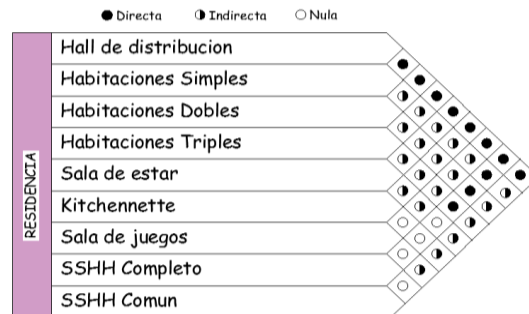 Directa Indirecta Nula
Hall de distribucion
Habitaciones Simples
Habitaciones Dobles
Habitaciones Triples
Sala de estar
Kitchennette
Sala de juegos
SSHH Completo
SSHH Comun
RESIDENCIA